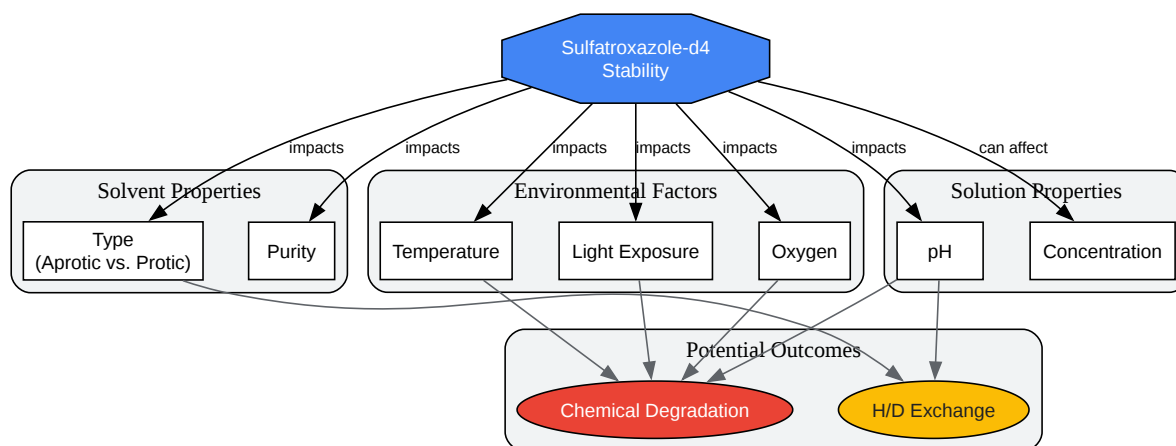 Sulfatroxazole-d4
Stability
impacts
impacts
impacts
impacts
impacts
impacts
can affect
Solvent Properties
Environmental Factors
Solution Properties
Type
(Aprotic vs. Protic)
Purity
Temperature
Light Exposure
Oxygen
pH
Concentration
Potential Outcomes
Chemical Degradation
H/D Exchange